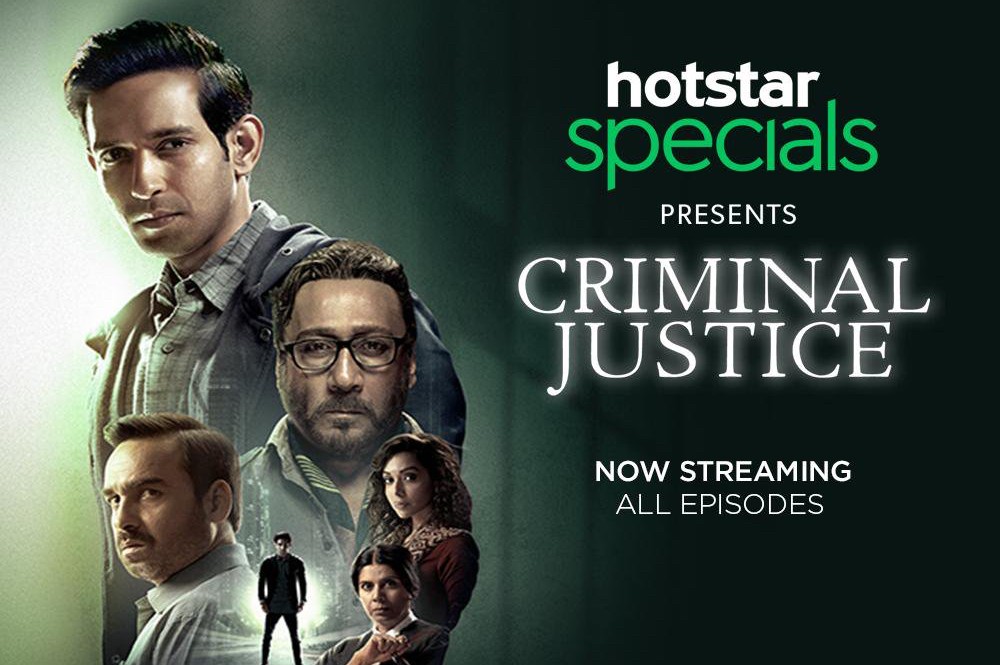 hotstar
specials
PRESENTS
CRIMINAL
JUSTICE
NOW STREAMING
ALL EPISODES